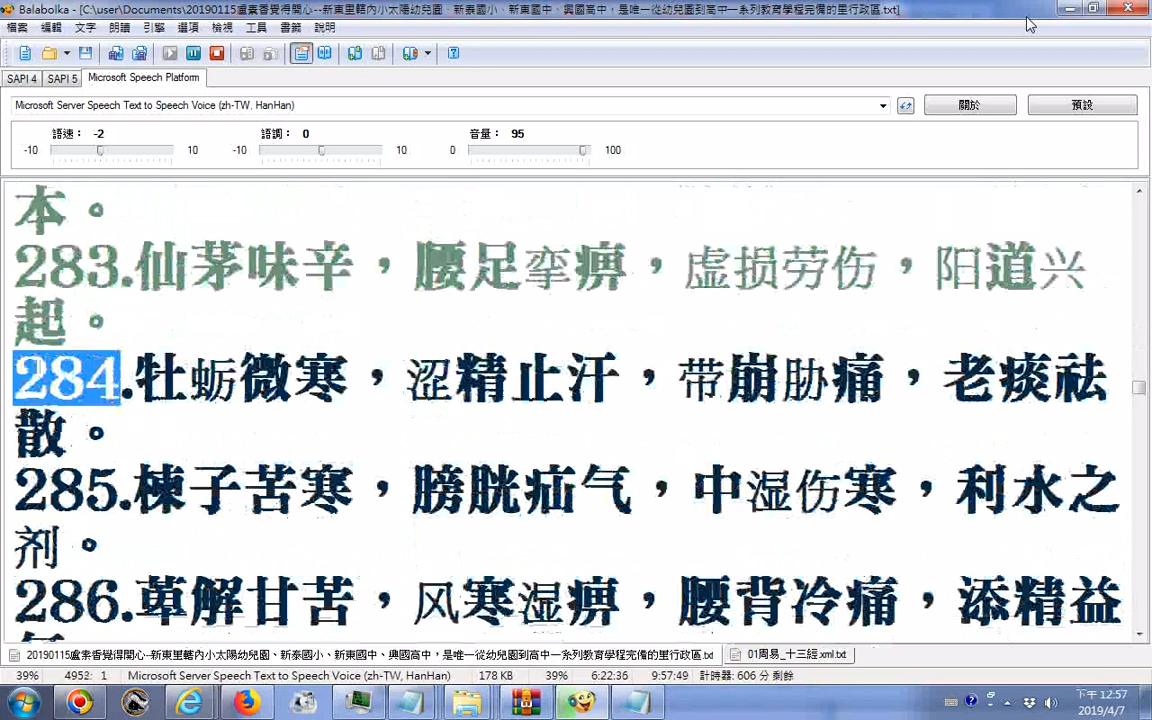 Balabolka - [C:\user\Documents\20190115盧素香覺得開心--新東里轄內小太陽幼兒園、新泰國小、新東國中、興國高中，是唯一從幼兒園到高中一系列教育學程完備的里行政區.txt]
檔案 編輯 文字 朗讀 引擎 選項 檢視 工具 書籤 說明
SAPI 4 SAPI 5 Microsoft Speech Platform
Microsoft Server Speech Text to Speech Voice (zh-TW, HanHan) 關於 預設
語速： -2 語調： 0 音量： 95
-10 10 -10 10 0 100
本。
283.仙茅味辛，腰足挛痹，虚损劳伤，阳道兴
起。
284.牡蛎微寒，涩精止汗，带崩胁痛，老痰祛
散。
285.楝子苦寒，膀胱疝气，中湿伤寒，利水之
剂。
286.萆解甘苦，风寒湿痹，腰背冷痛，添精益
20190115盧素香覺得開心--新東里轄內小太陽幼兒園、新泰國小、新東國中、興國高中，是唯一從幼兒園到高中一系列教育學程完備的里行政區.txt 01周易_十三經.xml.txt
39% 4952: 1 Microsoft Server Speech Text to Speech Voice (zh-TW, HanHan) 178 KB 39% 6:22:36 9:57:49 計時器: 606 分 剩餘
下午 12:57
2019/4/7